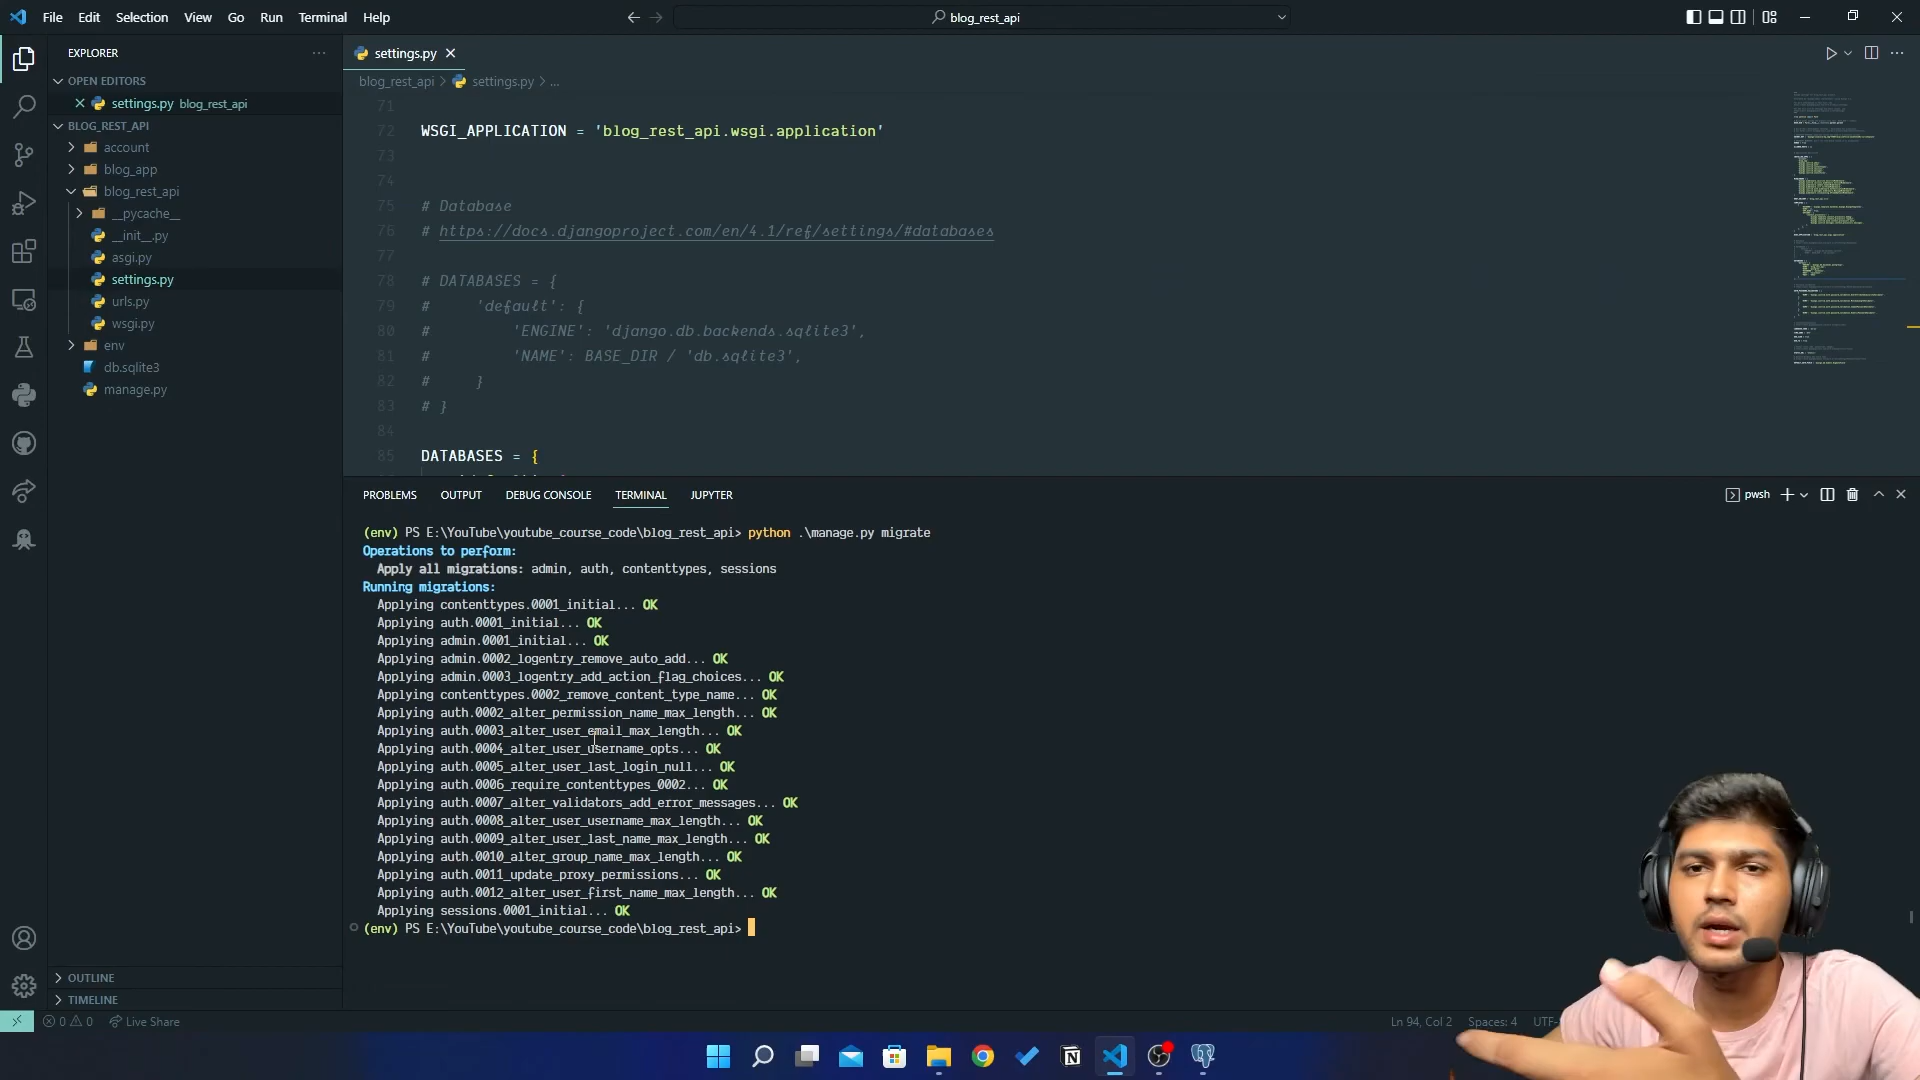 File Edit Selection View Go Run Terminal Help
blog_rest_api
EXPLORER
OPEN EDITORS
settings.py blog_rest_api
BLOG_REST_API
account
blog_app
blog_rest_api
__pycache__
__init__.py
asgi.py
settings.py
urls.py
wsgi.py
env
db.sqlite3
manage.py
OUTLINE
TIMELINE
settings.py
blog_rest_api > settings.py > ...
71
72 WSGI_APPLICATION = 'blog_rest_api.wsgi.application'
73
74
75 # Database
76 # https://docs.djangoproject.com/en/4.1/ref/settings/#databases
77
78 # DATABASES = {
79 #     'default': {
80 #         'ENGINE': 'django.db.backends.sqlite3',
81 #         'NAME': BASE_DIR / 'db.sqlite3',
82 #     }
83 # }
84
85 DATABASES = {
PROBLEMS OUTPUT DEBUG CONSOLE TERMINAL JUPYTER
pwsh
(env) PS E:\YouTube\youtube_course_code\blog_rest_api> python .\manage.py migrate
Operations to perform:
Apply all migrations: admin, auth, contenttypes, sessions
Running migrations:
Applying contenttypes.0001_initial... OK
Applying auth.0001_initial... OK
Applying admin.0001_initial... OK
Applying admin.0002_logentry_remove_auto_add... OK
Applying admin.0003_logentry_add_action_flag_choices... OK
Applying contenttypes.0002_remove_content_type_name... OK
Applying auth.0002_alter_permission_name_max_length... OK
Applying auth.0003_alter_user_email_max_length... OK
Applying auth.0004_alter_user_username_opts... OK
Applying auth.0005_alter_user_last_login_null... OK
Applying auth.0006_require_contenttypes_0002... OK
Applying auth.0007_alter_validators_add_error_messages... OK
Applying auth.0008_alter_user_username_max_length... OK
Applying auth.0009_alter_user_last_name_max_length... OK
Applying auth.0010_alter_group_name_max_length... OK
Applying auth.0011_update_proxy_permissions... OK
Applying auth.0012_alter_user_first_name_max_length... OK
Applying sessions.0001_initial... OK
(env) PS E:\YouTube\youtube_course_code\blog_rest_api>
0 0 Live Share
Ln 94, Col 2 Spaces: 4 UTF-